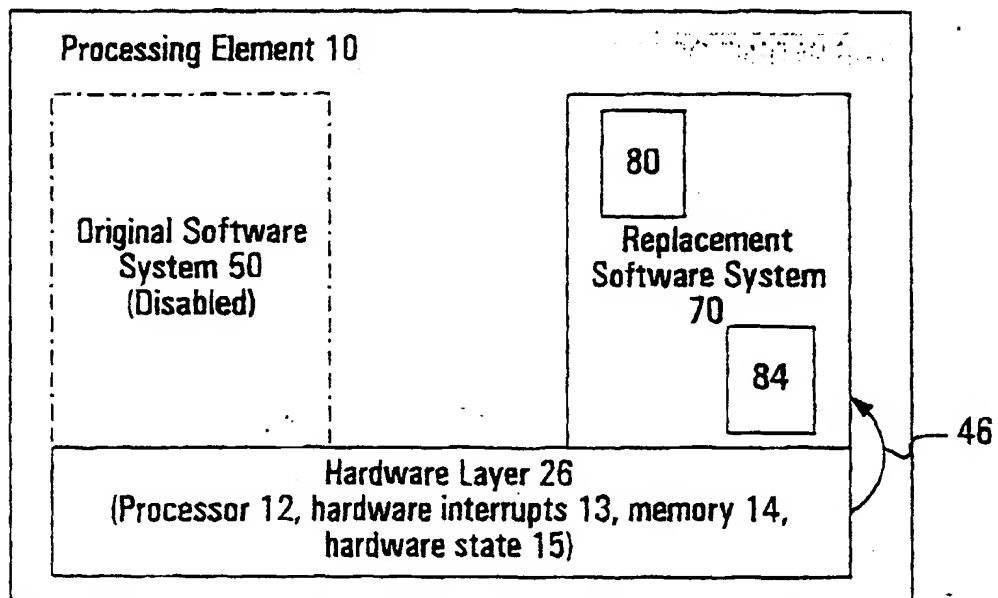 Processing Element 10
Original Software
System 50
(Disabled)
80
Replacement
Software System
70
84
46
Hardware Layer 26
(Processor 12, hardware interrupts 13, memory 14,
hardware state 15)